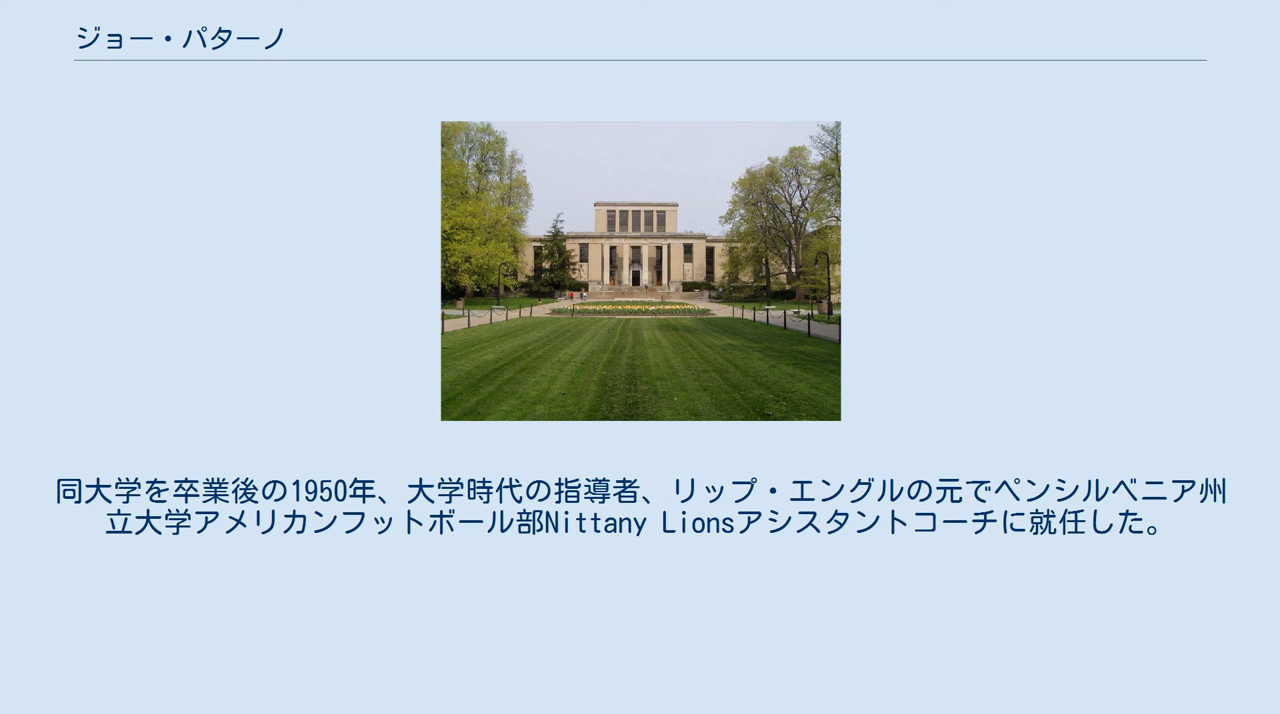 ジョー・パターノ
同大学を卒業後の1950年、大学時代の指導者、リップ・エングルの元でペンシルベニア州
立大学アメリカンフットボール部Nittany Lionsアシスタントコーチに就任した。